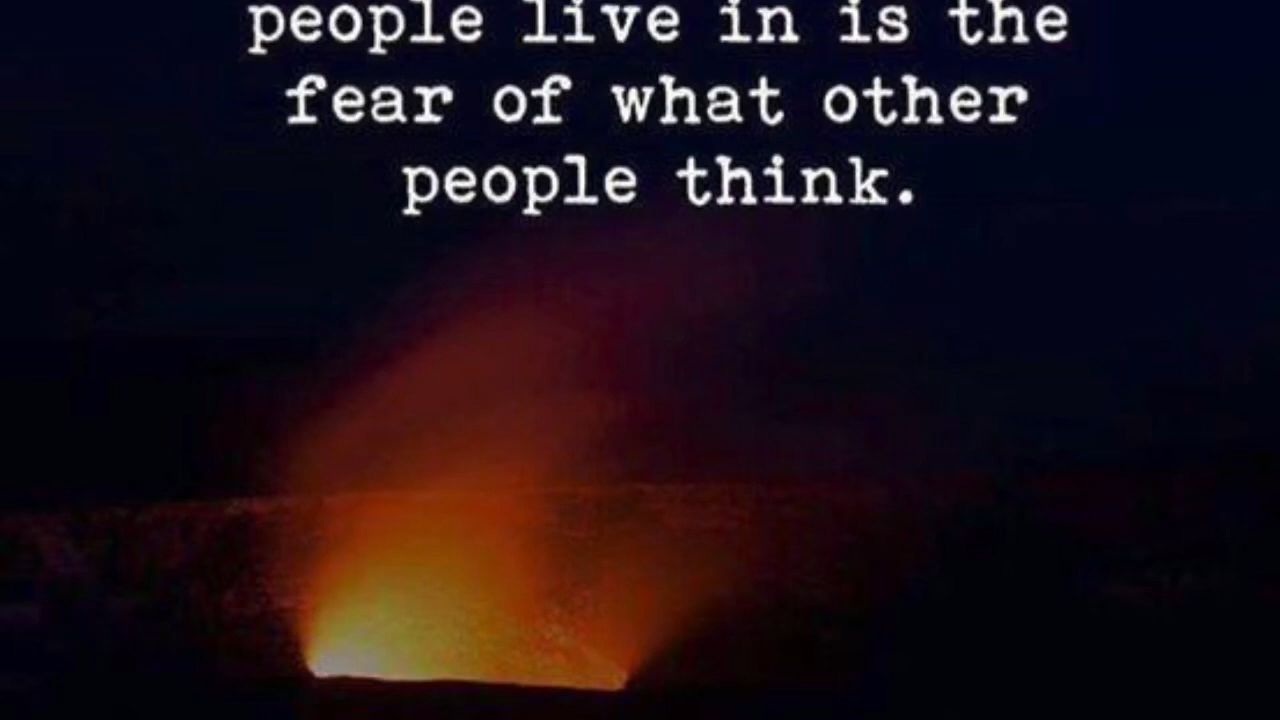 people live in is the
fear of what other
people think.